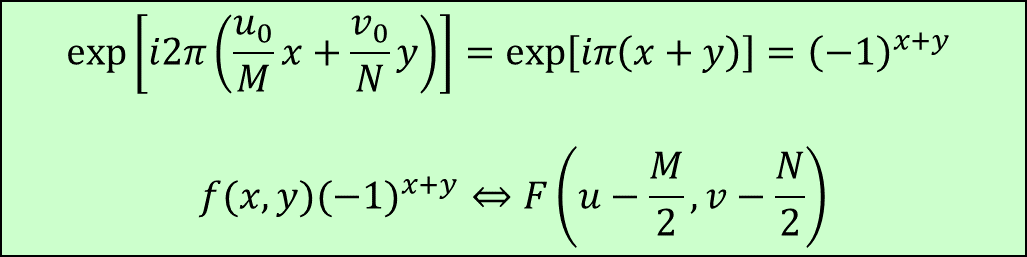 exp[i2π(u₀/M x + v₀/N y)] = exp[iπ(x + y)] = (−1)ˣ⁺ʸ
f(x, y)(−1)ˣ⁺ʸ ⇔ F(u − M/2, v − N/2)